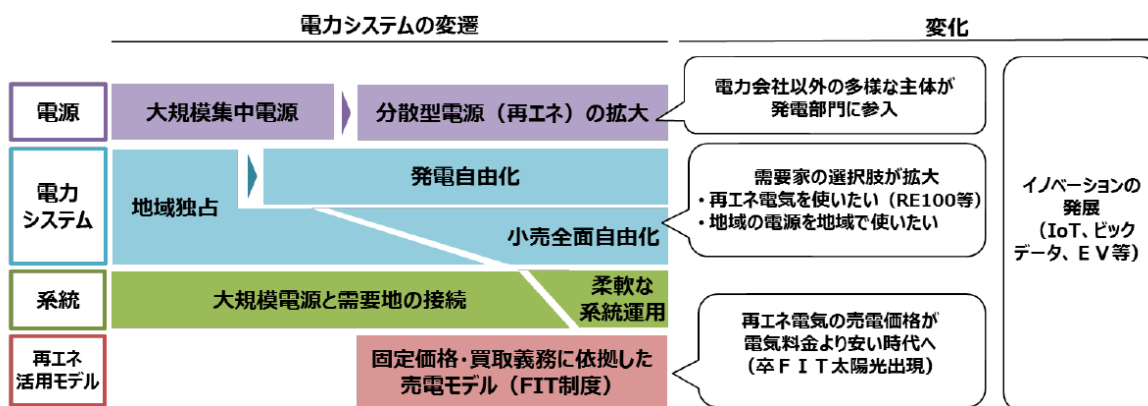 電力システムの変遷
変化
電源
大規模集中電源
分散型電源（再エネ）の拡大
電力会社以外の多様な主体が
発電部門に参入
電力
システム
地域独占
発電自由化
小売全面自由化
需要家の選択肢が拡大
・再エネ電気を使いたい（RE100等）
・地域の電源を地域で使いたい
系統
大規模電源と需要地の接続
柔軟な
系統運用
再エネ
活用モデル
固定価格・買取義務に依拠した
売電モデル（FIT制度）
再エネ電気の売電価格が
電気料金より安い時代へ
（卒ＦＩＴ太陽光出現）
イノベーションの
発展
（IoT、ビック
データ、ＥＶ等）